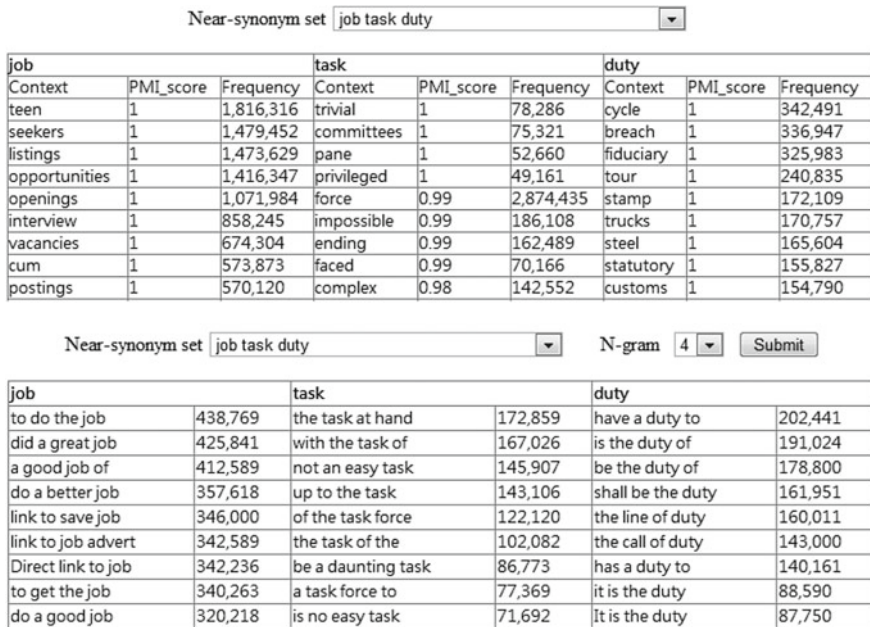 Near-synonym set job task duty
job task duty
Context PMI_score Frequency Context PMI_score Frequency Context PMI_score Frequency
teen 1 1,816,316 trivial 1 78,286 cycle 1 342,491
seekers 1 1,479,452 committees 1 75,321 breach 1 336,947
listings 1 1,473,629 pane 1 52,660 fiduciary 1 325,983
opportunities 1 1,416,347 privileged 1 49,161 tour 1 240,835
openings 1 1,071,984 force 0.99 2,874,435 stamp 1 172,109
interview 1 858,245 impossible 0.99 186,108 trucks 1 170,757
vacancies 1 674,304 ending 0.99 162,489 steel 1 165,604
cum 1 573,873 faced 0.99 70,166 statutory 1 155,827
postings 1 570,120 complex 0.98 142,552 customs 1 154,790
Near-synonym set job task duty N-gram 4 Submit
job task duty
to do the job 438,769 the task at hand 172,859 have a duty to 202,441
did a great job 425,841 with the task of 167,026 is the duty of 191,024
a good job of 412,589 not an easy task 145,907 be the duty of 178,800
do a better job 357,618 up to the task 143,106 shall be the duty 161,951
link to save job 346,000 of the task force 122,120 the line of duty 160,011
link to job advert 342,589 the task of the 102,082 the call of duty 143,000
Direct link to job 342,236 be a daunting task 86,773 has a duty to 140,161
to get the job 340,263 a task force to 77,369 it is the duty 88,590
do a good job 320,218 is no easy task 71,692 It is the duty 87,750